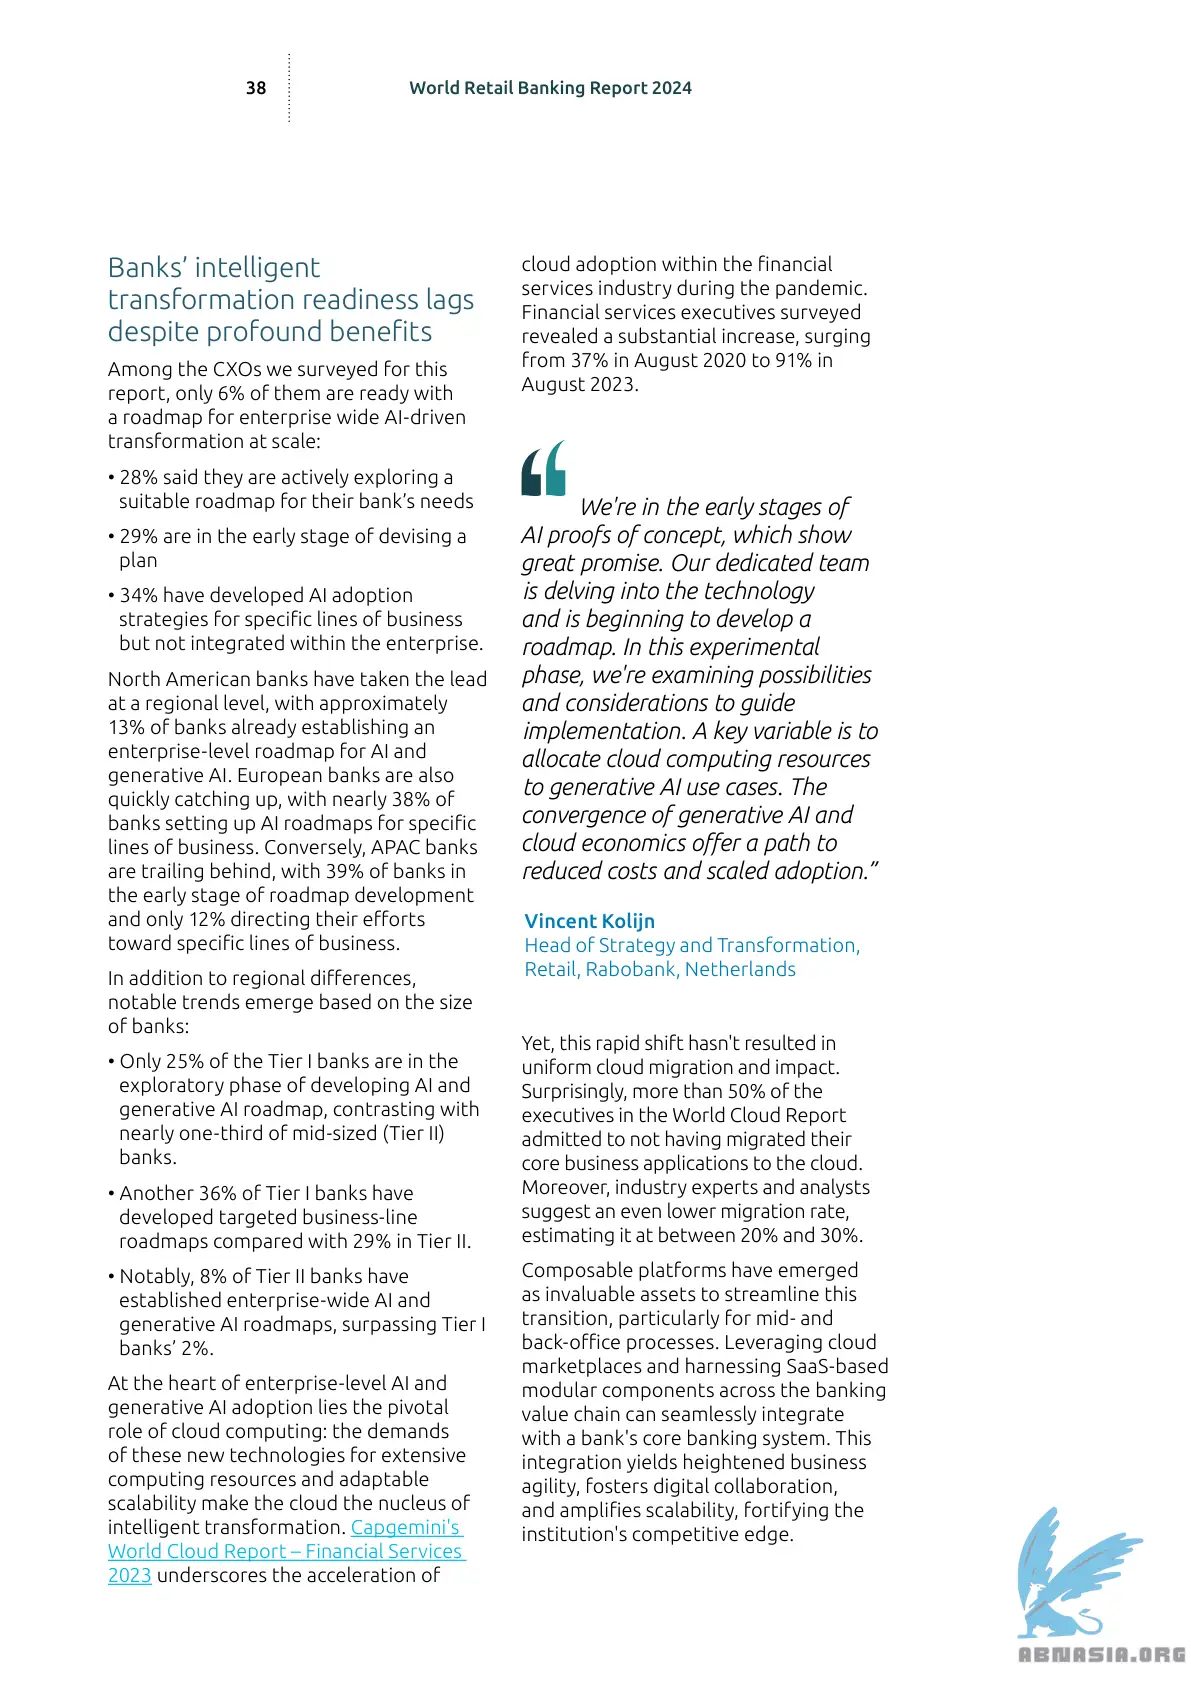 38
World Retail Banking Report 2024
Banks’ intelligent
transformation readiness lags
despite profound benefits
Among the CXOs we surveyed for this
report, only 6% of them are ready with
a roadmap for enterprise wide AI-driven
transformation at scale:
• 28% said they are actively exploring a
suitable roadmap for their bank’s needs
• 29% are in the early stage of devising a
plan
• 34% have developed AI adoption
strategies for specific lines of business
but not integrated within the enterprise.
North American banks have taken the lead
at a regional level, with approximately
13% of banks already establishing an
enterprise-level roadmap for AI and
generative AI. European banks are also
quickly catching up, with nearly 38% of
banks setting up AI roadmaps for specific
lines of business. Conversely, APAC banks
are trailing behind, with 39% of banks in
the early stage of roadmap development
and only 12% directing their efforts
toward specific lines of business.
In addition to regional differences,
notable trends emerge based on the size
of banks:
• Only 25% of the Tier I banks are in the
exploratory phase of developing AI and
generative AI roadmap, contrasting with
nearly one-third of mid-sized (Tier II)
banks.
• Another 36% of Tier I banks have
developed targeted business-line
roadmaps compared with 29% in Tier II.
• Notably, 8% of Tier II banks have
established enterprise-wide AI and
generative AI roadmaps, surpassing Tier I
banks’ 2%.
At the heart of enterprise-level AI and
generative AI adoption lies the pivotal
role of cloud computing: the demands
of these new technologies for extensive
computing resources and adaptable
scalability make the cloud the nucleus of
intelligent transformation. Capgemini's
World Cloud Report – Financial Services
2023 underscores the acceleration of
cloud adoption within the financial
services industry during the pandemic.
Financial services executives surveyed
revealed a substantial increase, surging
from 37% in August 2020 to 91% in
August 2023.
“We're in the early stages of
AI proofs of concept, which show
great promise. Our dedicated team
is delving into the technology
and is beginning to develop a
roadmap. In this experimental
phase, we're examining possibilities
and considerations to guide
implementation. A key variable is to
allocate cloud computing resources
to generative AI use cases. The
convergence of generative AI and
cloud economics offer a path to
reduced costs and scaled adoption.”
Vincent Kolijn
Head of Strategy and Transformation,
Retail, Rabobank, Netherlands
Yet, this rapid shift hasn't resulted in
uniform cloud migration and impact.
Surprisingly, more than 50% of the
executives in the World Cloud Report
admitted to not having migrated their
core business applications to the cloud.
Moreover, industry experts and analysts
suggest an even lower migration rate,
estimating it at between 20% and 30%.
Composable platforms have emerged
as invaluable assets to streamline this
transition, particularly for mid- and
back-office processes. Leveraging cloud
marketplaces and harnessing SaaS-based
modular components across the banking
value chain can seamlessly integrate
with a bank's core banking system. This
integration yields heightened business
agility, fosters digital collaboration,
and amplifies scalability, fortifying the
institution's competitive edge.
ABNASIA.ORG